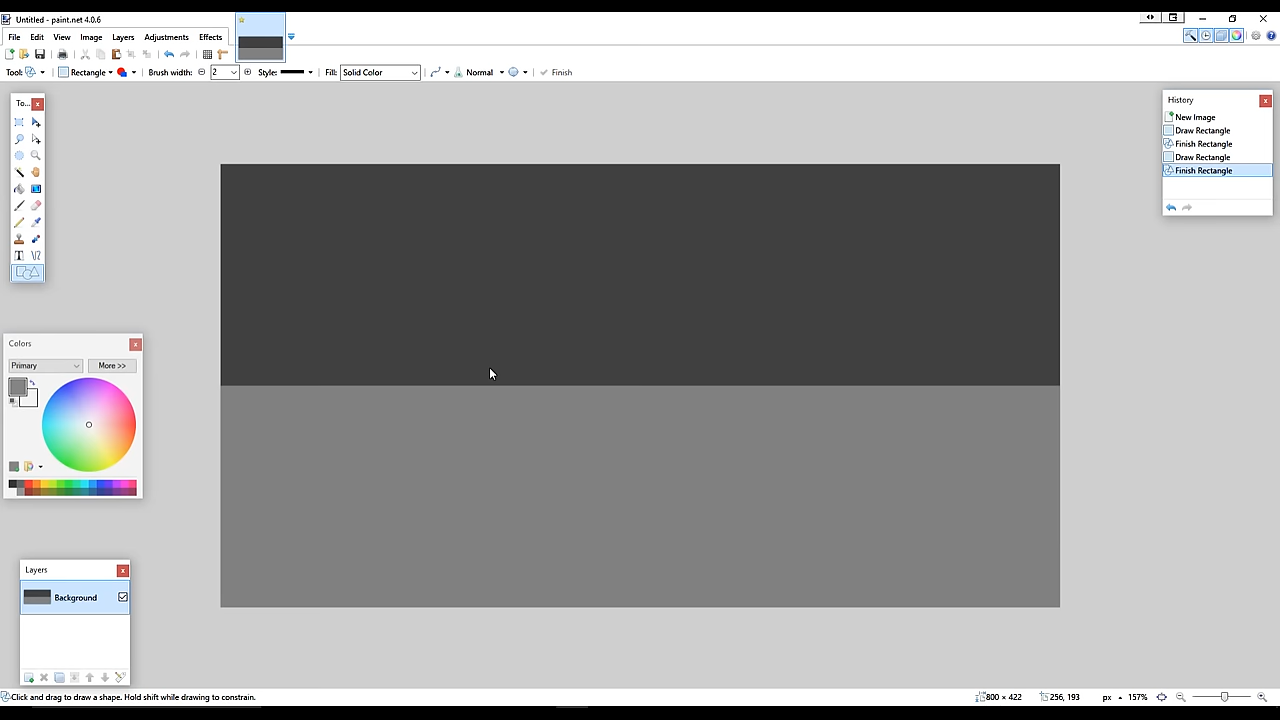 Untitled - paint.net 4.0.6
File Edit View Image Layers Adjustments Effects
Tool: Rectangle Brush width: 2 Style: Fill: Solid Color Normal Finish
To...
History
New Image
Draw Rectangle
Finish Rectangle
Draw Rectangle
Finish Rectangle
Colors
Primary More >>
Layers
Background
Click and drag to draw a shape. Hold shift while drawing to constrain. 800 × 422 256, 193 px 157%